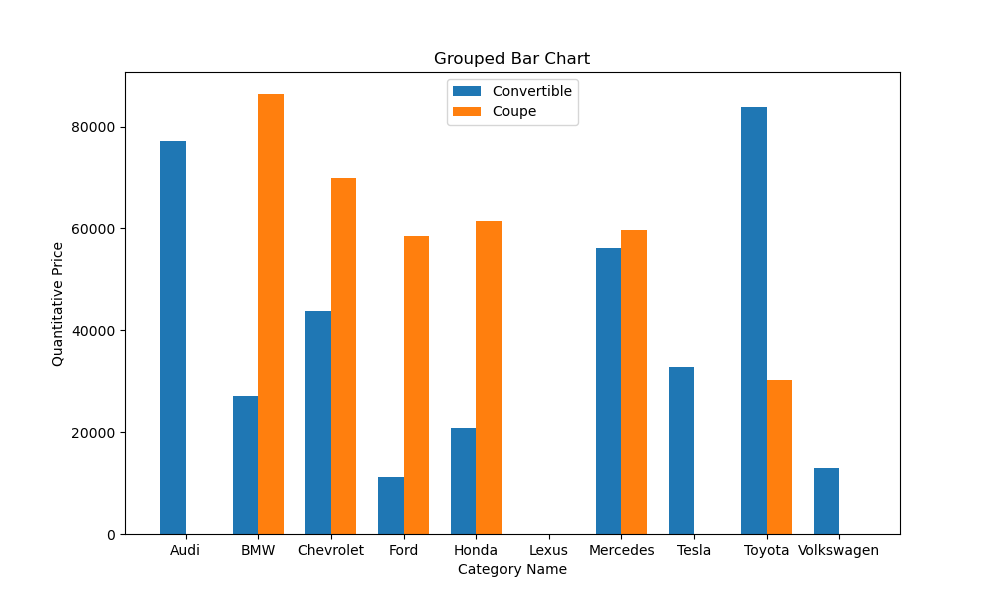 Grouped Bar Chart
Convertible
Coupe
80000
60000
40000
20000
0
Quantitative Price
Audi BMW Chevrolet Ford Honda Lexus Mercedes Tesla Toyota Volkswagen
Category Name